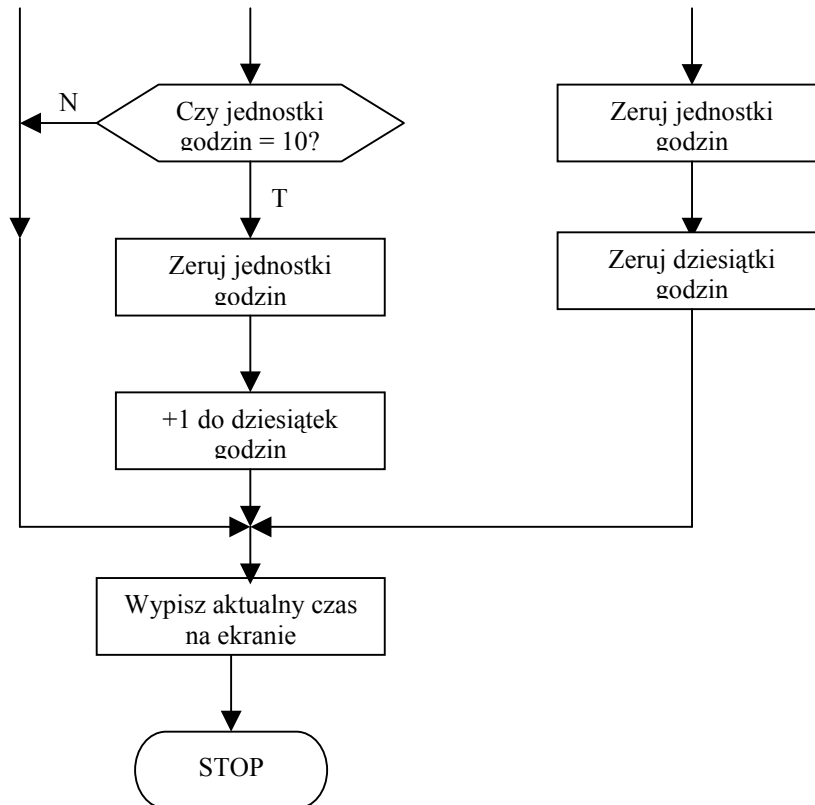 N
Czy jednostki
godzin = 10?
T
Zeruj jednostki
godzin
+1 do dziesiątek
godzin
Zeruj jednostki
godzin
Zeruj dziesiątki
godzin
Wypisz aktualny czas
na ekranie
STOP